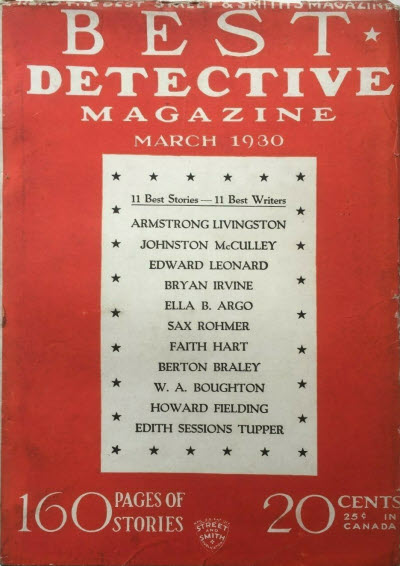 BEST STREET & SMITH'S MAGAZINE
BEST
DETECTIVE
MAGAZINE
MARCH 1930
11 Best Stories — 11 Best Writers
ARMSTRONG LIVINGSTON
JOHNSTON McCULLEY
EDWARD LEONARD
BRYAN IRVINE
ELLA B. ARGO
SAX ROHMER
FAITH HART
BERTON BRALEY
W. A. BOUGHTON
HOWARD FIELDING
EDITH SESSIONS TUPPER
160 PAGES OF
STORIES
STREET
AND
SMITH
20 CENTS
25¢ IN
CANADA